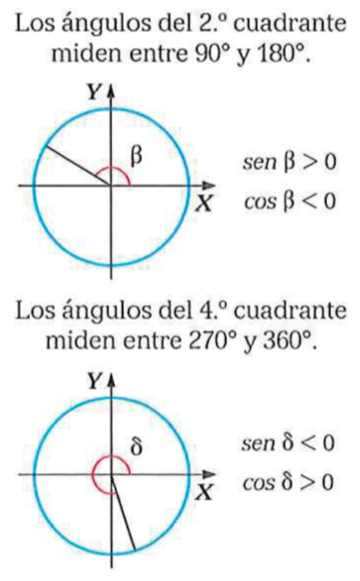 Los ángulos del 2.º cuadrante
miden entre 90° y 180°.
Y
β
sen β > 0
X
cos β < 0
Los ángulos del 4.º cuadrante
miden entre 270° y 360°.
Y
δ
sen δ < 0
X
cos δ > 0